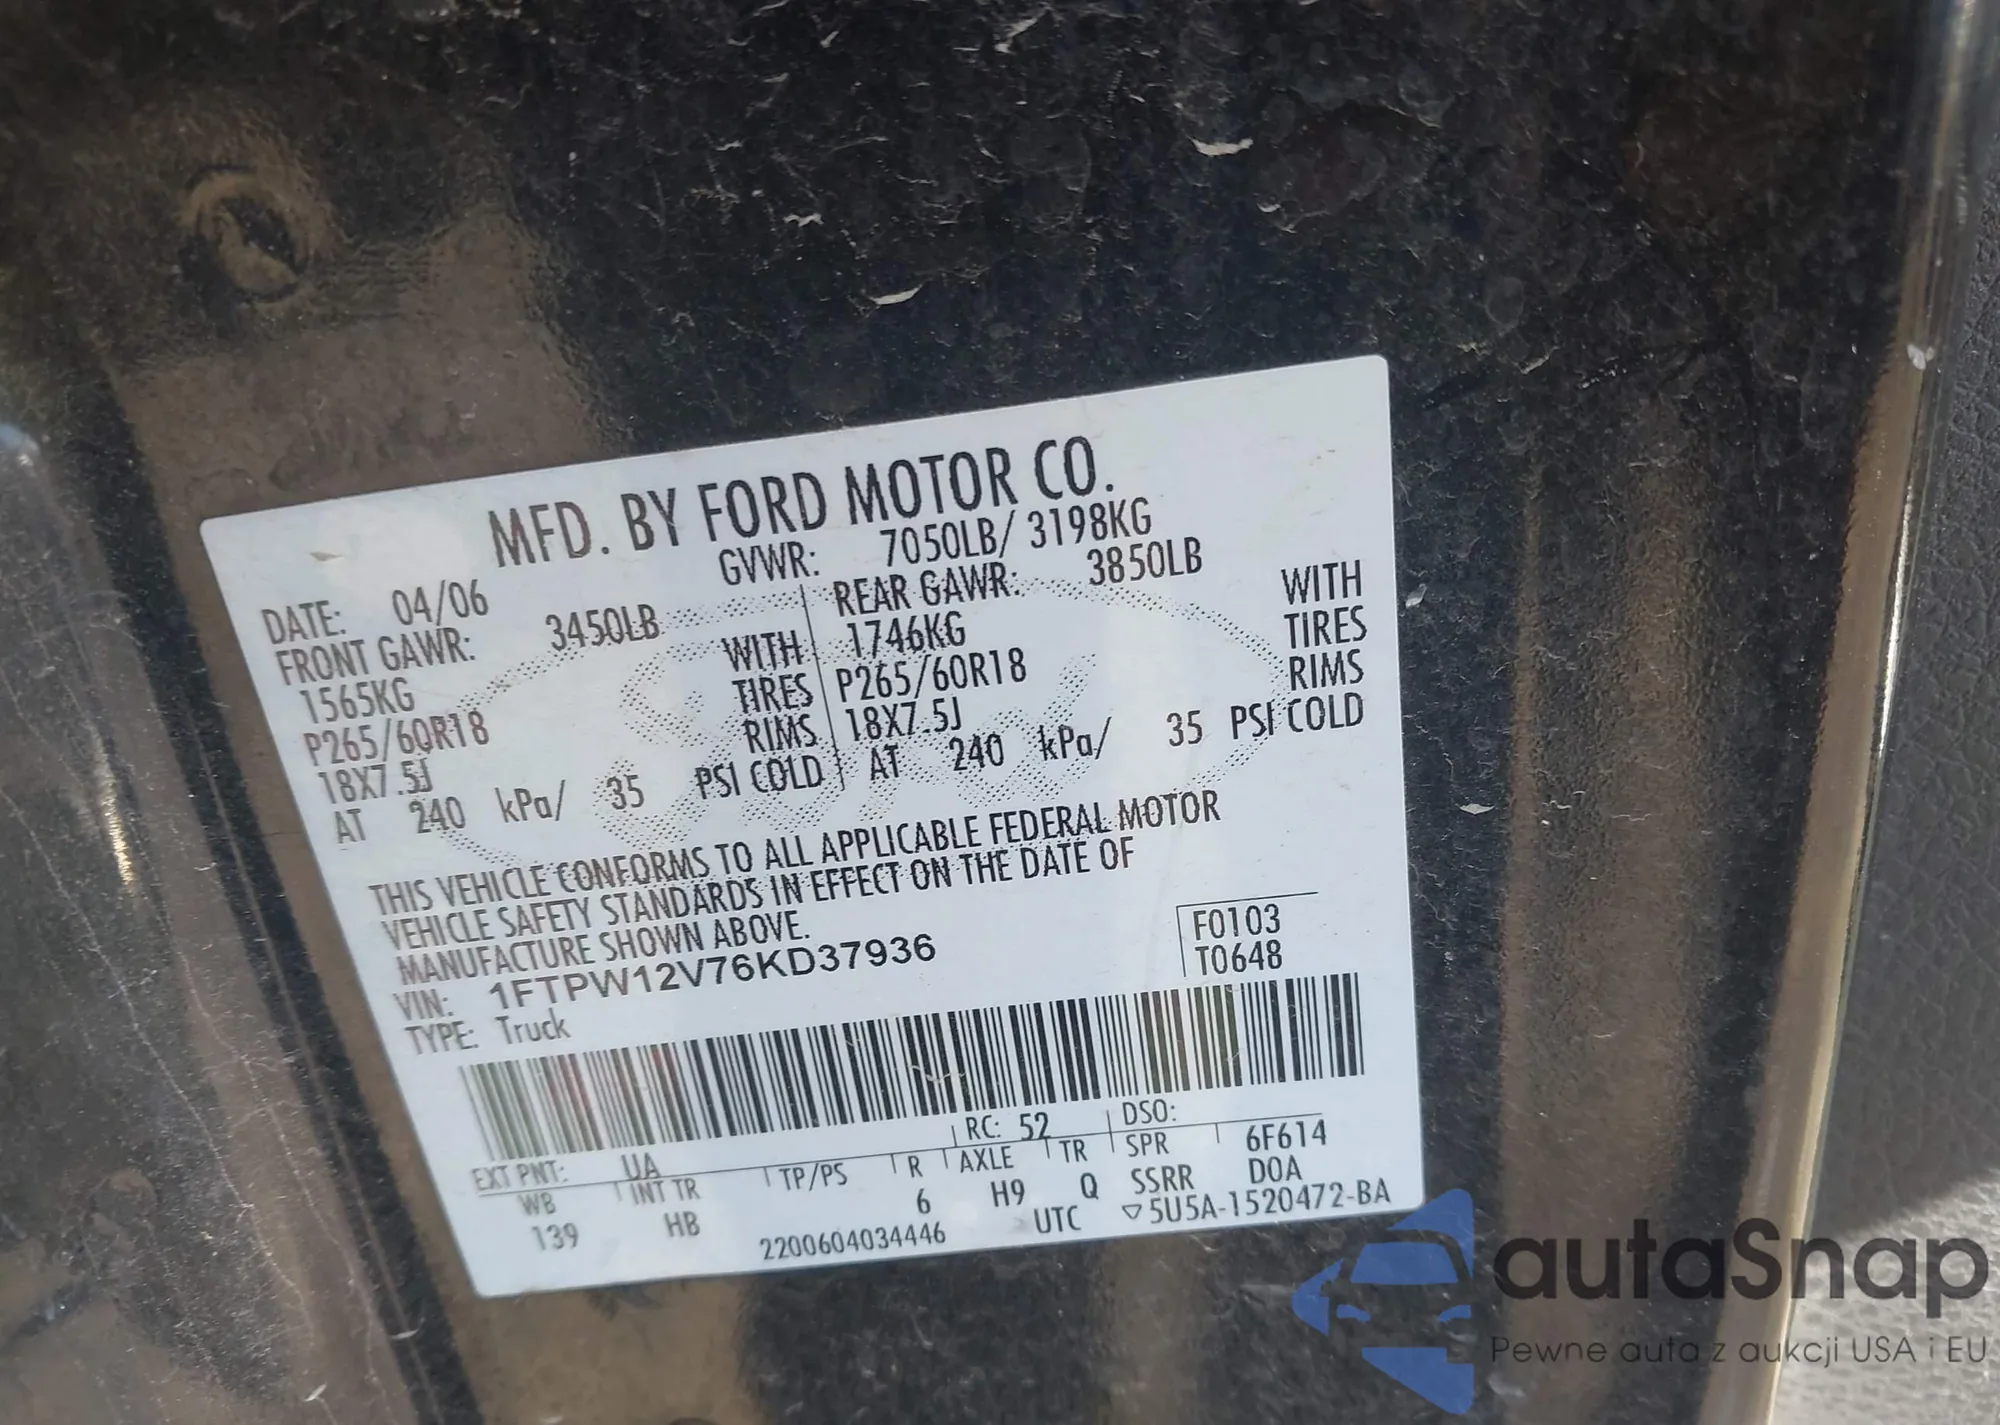 MFD. BY FORD MOTOR CO.
DATE: 04/06 GVWR: 7050LB/ 3198KG
FRONT GAWR: 3450LB REAR GAWR: 3850LB
1565KG WITH 1746KG WITH
P265/60R18 TIRES P265/60R18 TIRES
18X7.5J RIMS 18X7.5J RIMS
AT 240 kPa/ 35 PSI COLD AT 240 kPa/ 35 PSI COLD
THIS VEHICLE CONFORMS TO ALL APPLICABLE FEDERAL MOTOR
VEHICLE SAFETY STANDARDS IN EFFECT ON THE DATE OF
MANUFACTURE SHOWN ABOVE.
VIN: 1FTPW12V76KD37936 F0103
TYPE: Truck T0648
EXT PNT: UA RC: 52 DSO:
WB INT TR TP/PS R AXLE TR SPR 6F614
139 HB 6 H9 Q SSRR DOA
2200604034446 UTC ▽5U5A-1520472-BA
autaSnap
Pewne auta z aukcji USA i EU